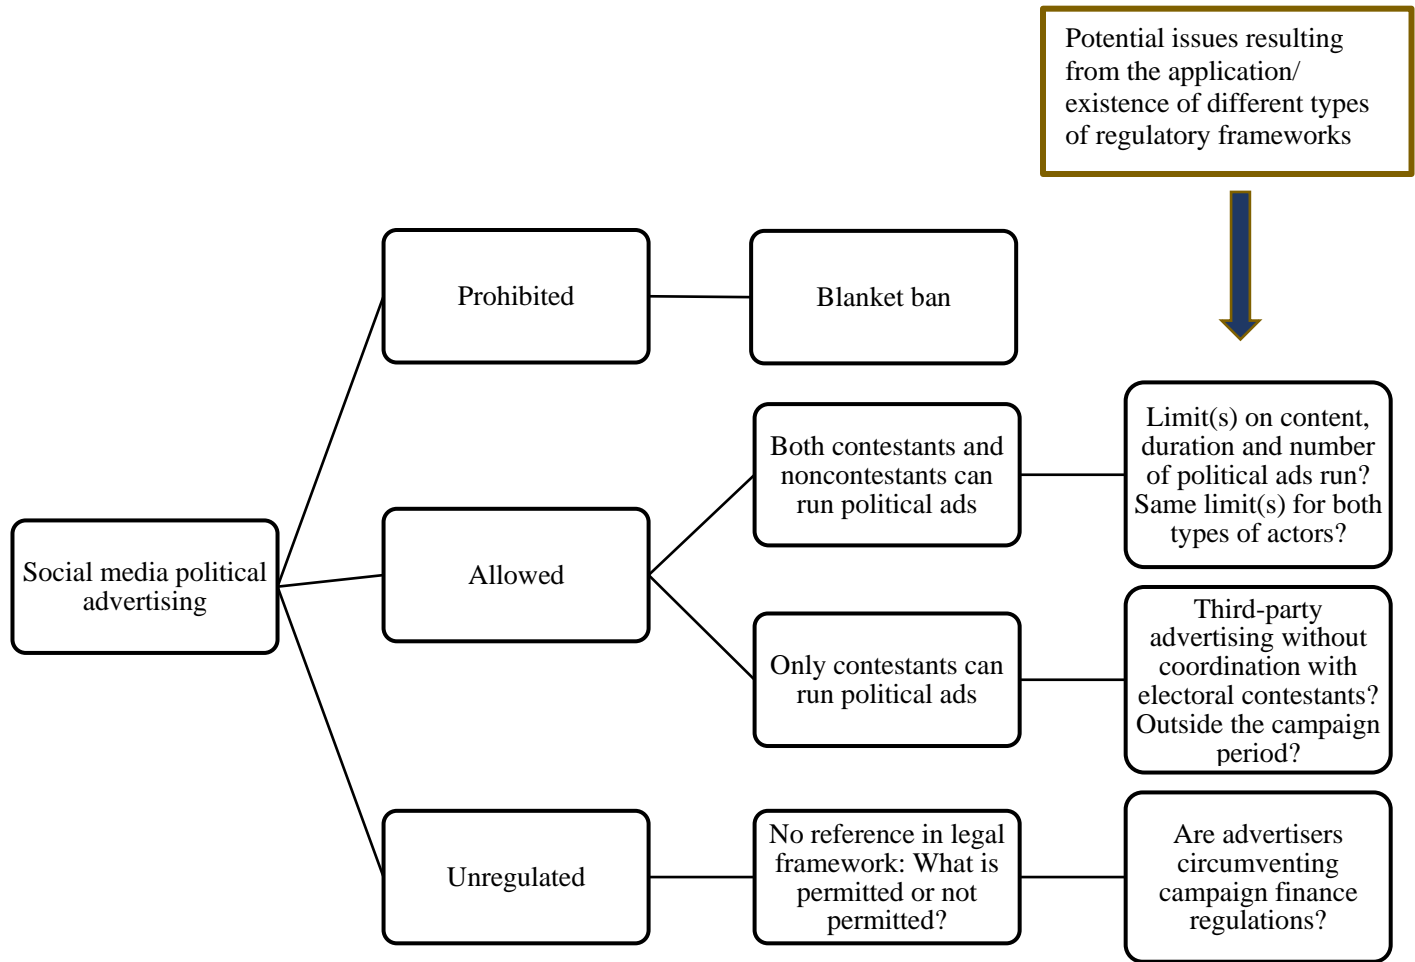 Potential issues resulting
from the application/
existence of different types
of regulatory frameworks
Prohibited
Blanket ban
Both contestants and
noncontestants can
run political ads
Limit(s) on content,
duration and number
of political ads run?
Same limit(s) for both
types of actors?
Social media political
advertising
Allowed
Only contestants can
run political ads
Third-party
advertising without
coordination with
electoral contestants?
Outside the campaign
period?
Unregulated
No reference in legal
framework: What is
permitted or not
permitted?
Are advertisers
circumventing
campaign finance
regulations?